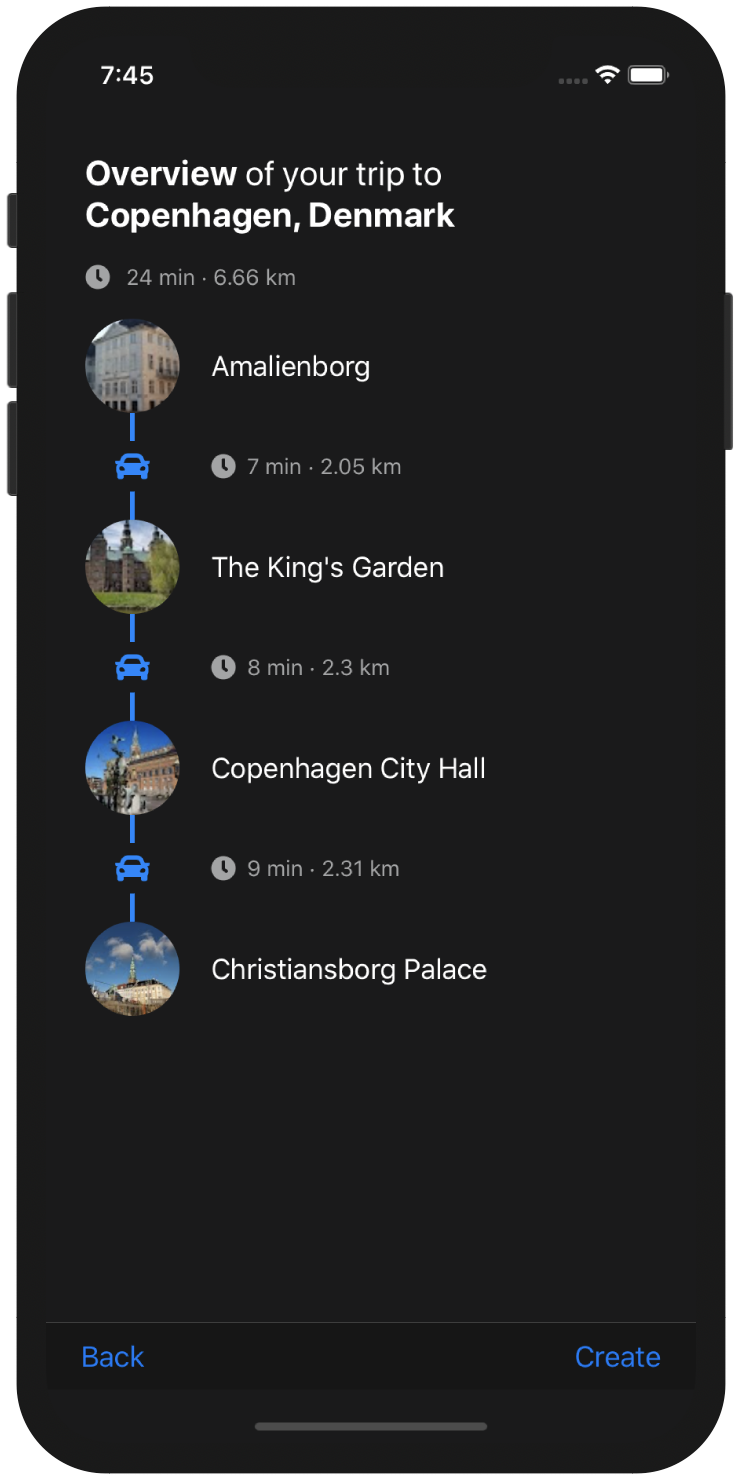 7:45
Overview of your trip to
Copenhagen, Denmark
24 min · 6.66 km
Amalienborg
7 min · 2.05 km
The King's Garden
8 min · 2.3 km
Copenhagen City Hall
9 min · 2.31 km
Christiansborg Palace
Back Create